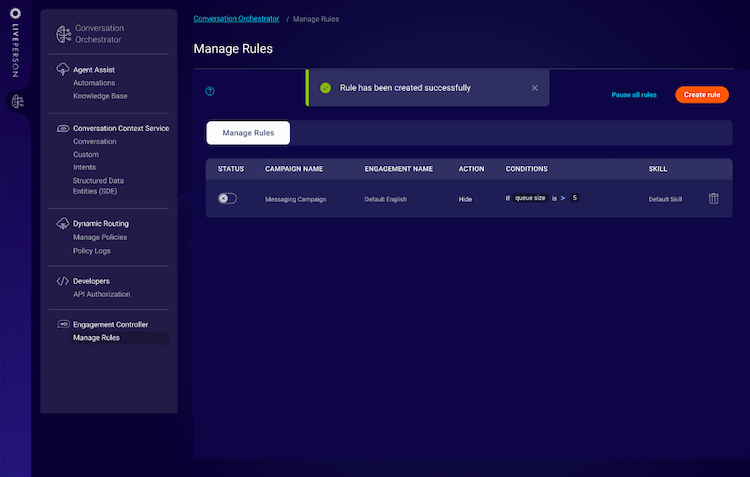 LIVEPERSON
Conversation
Orchestrator
Agent Assist
Automations
Knowledge Base
Conversation Context Service
Conversation
Custom
Intents
Structured Data
Entities (SDE)
Dynamic Routing
Manage Policies
Policy Logs
Developers
API Authorization
Engagement Controller
Manage Rules
Conversation Orchestrator / Manage Rules
Manage Rules
Rule has been created successfully
Pause all rules
Create rule
Manage Rules
STATUS CAMPAIGN NAME ENGAGEMENT NAME ACTION CONDITIONS SKILL
Messaging Campaign Default English Hide If queue size is > 5 Default Skill